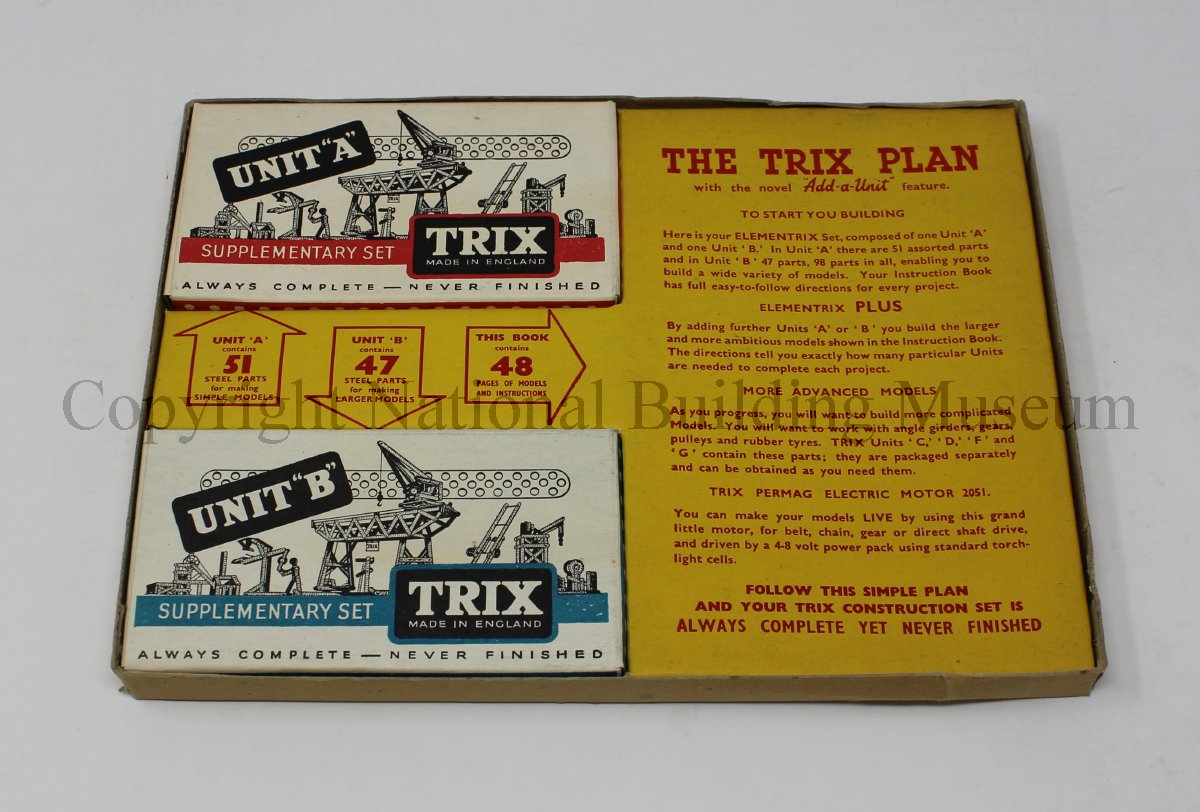 UNIT "A"
SUPPLEMENTARY SET
TRIX
MADE IN ENGLAND
ALWAYS COMPLETE — NEVER FINISHED
UNIT 'A'
contains
51
STEEL PARTS
for making
SIMPLE MODELS
UNIT 'B'
contains
47
STEEL PARTS
for making
LARGER MODELS
THIS BOOK
contains
48
PAGES OF MODELS
AND INSTRUCTIONS
UNIT "B"
TRIX
SUPPLEMENTARY SET
TRIX
MADE IN ENGLAND
ALWAYS COMPLETE — NEVER FINISHED
THE TRIX PLAN
with the novel "Add-a-Unit" feature.
TO START YOU BUILDING
Here is your ELEMENTRIX Set, composed of one Unit 'A'
and one Unit 'B.' In Unit 'A' there are 51 assorted parts
and in Unit 'B' 47 parts, 98 parts in all, enabling you to
build a wide variety of models. Your Instruction Book
has full easy-to-follow directions for every project.
ELEMENTRIX PLUS
By adding further Units 'A' or 'B' you build the larger
and more ambitious models shown in the Instruction Book.
The directions tell you exactly how many particular Units
are needed to complete each project.
MORE ADVANCED MODELS
As you progress, you will want to build more complicated
Models. You will want to work with angle girders, gears,
pulleys and rubber tyres. TRIX Units 'C,' 'D,' 'F' and
'G' contain these parts; they are packaged separately
and can be obtained as you need them.
TRIX PERMAG ELECTRIC MOTOR 2051.
You can make your models LIVE by using this grand
little motor, for belt, chain, gear or direct shaft drive,
and driven by a 4-8 volt power pack using standard torch-
light cells.
FOLLOW THIS SIMPLE PLAN
AND YOUR TRIX CONSTRUCTION SET IS
ALWAYS COMPLETE YET NEVER FINISHED
Copyright National Building Museum